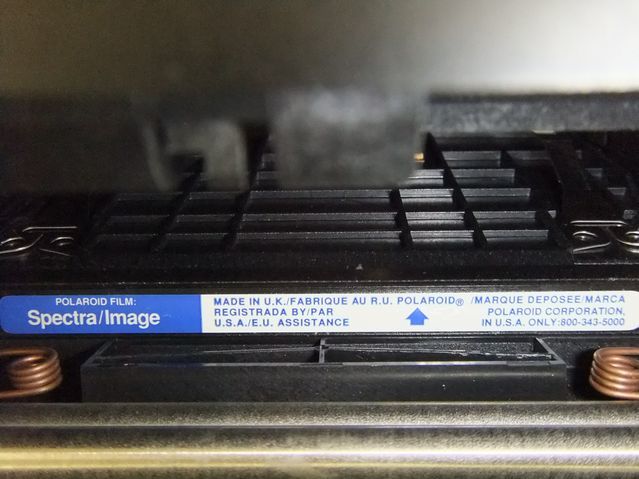 POLAROID FILM:
Spectra/Image
MADE IN U.K./FABRIQUE AU R.U. POLAROID® /MARQUE DEPOSEE/MARCA
REGISTRADA BY/PAR POLAROID CORPORATION,
U.S.A./E.U. ASSISTANCE IN U.S.A. ONLY:800-343-5000